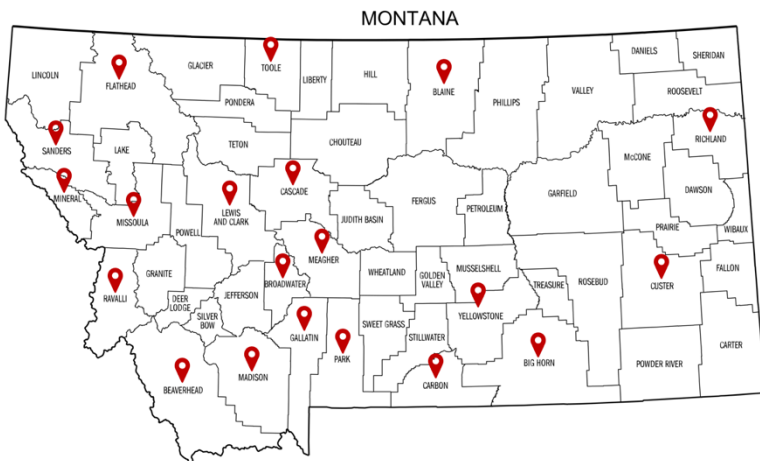 MONTANA
LINCOLN
FLATHEAD
GLACIER
TOOLE
LIBERTY
HILL
BLAINE
PHILLIPS
VALLEY
DANIELS
SHERIDAN
ROOSEVELT
PONDERA
SANDERS
LAKE
TETON
CHOUTEAU
RICHLAND
McCONE
MINERAL
MISSOULA
POWELL
LEWIS
AND CLARK
CASCADE
JUDITH BASIN
FERGUS
PETROLEUM
GARFIELD
DAWSON
PRAIRIE
WIBAUX
RAVALLI
GRANITE
DEER
LODGE
SILVER
BOW
JEFFERSON
BROADWATER
MEAGHER
WHEATLAND
GOLDEN
VALLEY
MUSSELSHELL
TREASURE
ROSEBUD
CUSTER
FALLON
BEAVERHEAD
MADISON
GALLATIN
PARK
SWEET GRASS
STILLWATER
YELLOWSTONE
CARBON
BIG HORN
POWDER RIVER
CARTER